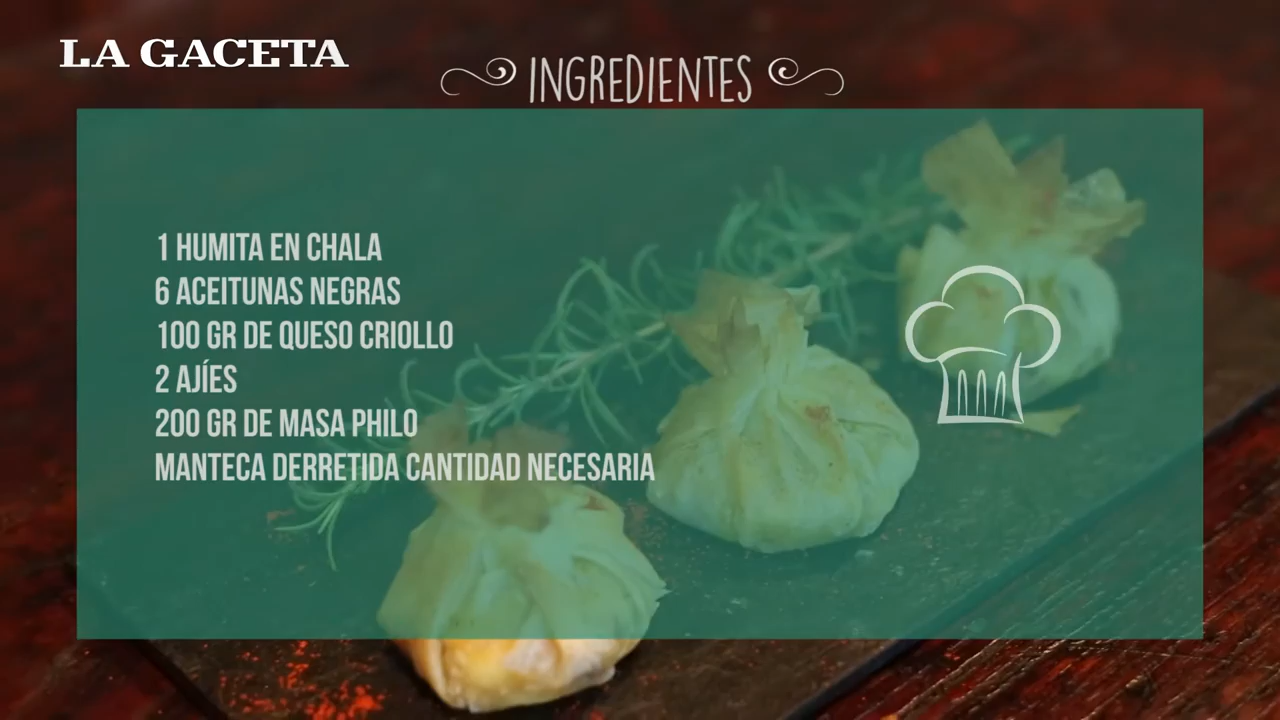 LA GACETA
INGREDIENTES
1 HUMITA EN CHALA
6 ACEITUNAS NEGRAS
100 GR DE QUESO CRIOLLO
2 AJÍES
200 GR DE MASA PHILO
MANTECA DERRETIDA CANTIDAD NECESARIA